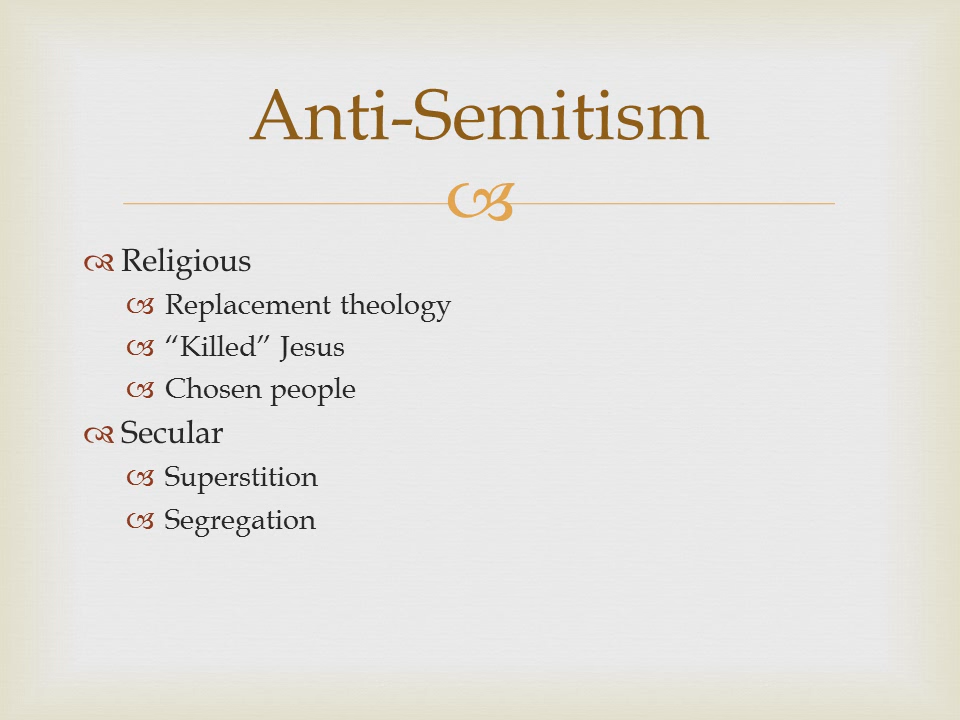 Anti-Semitism
Religious
Replacement theology
“Killed” Jesus
Chosen people
Secular
Superstition
Segregation